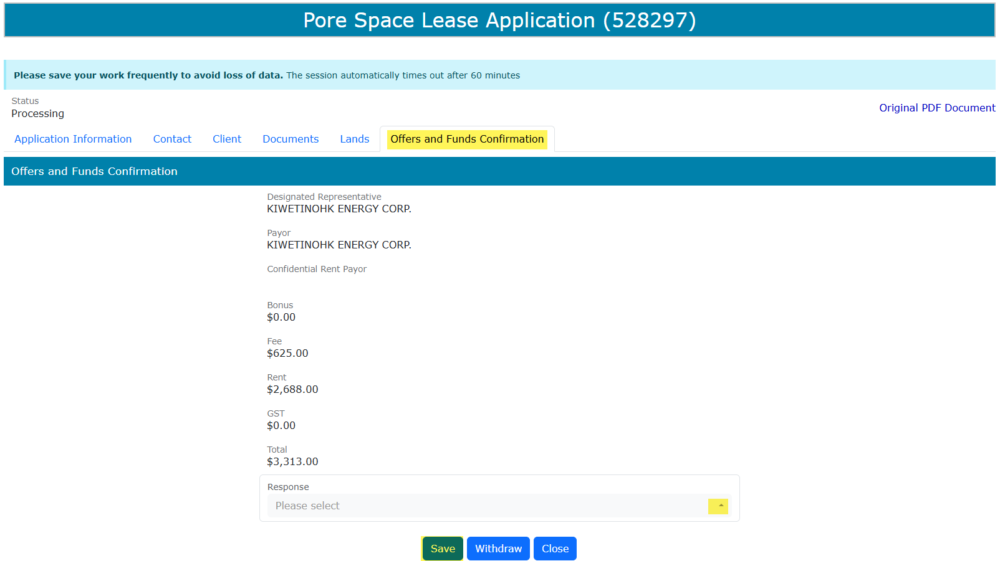 Pore Space Lease Application (528297)
Please save your work frequently to avoid loss of data. The session automatically times out after 60 minutes
Status
Processing
Original PDF Document
Application Information Contact Client Documents Lands Offers and Funds Confirmation
Offers and Funds Confirmation
Designated Representative
KIWETINOHK ENERGY CORP.
Payor
KIWETINOHK ENERGY CORP.
Confidential Rent Payor
Bonus
$0.00
Fee
$625.00
Rent
$2,688.00
GST
$0.00
Total
$3,313.00
Response
Please select
Save Withdraw Close